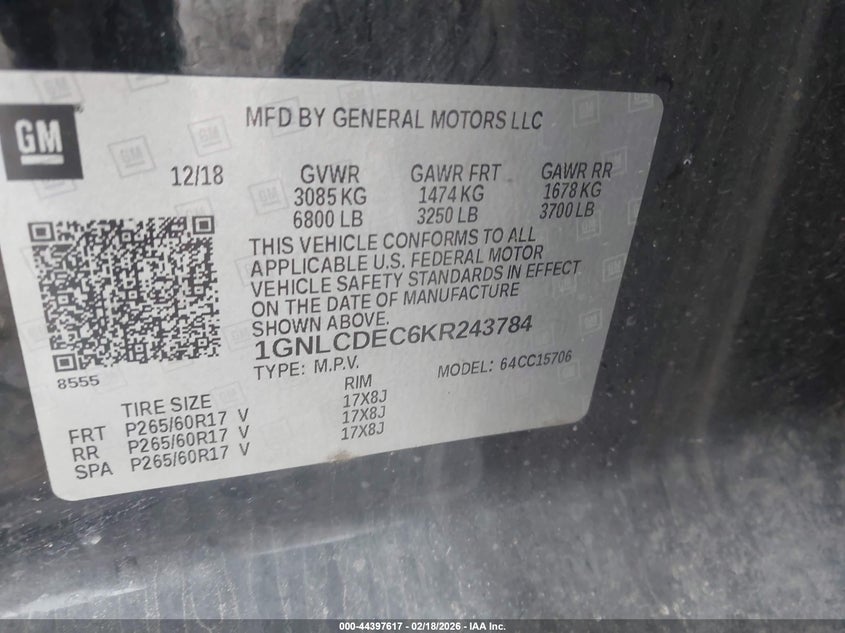 GM
MFD BY GENERAL MOTORS LLC
12/18 GVWR GAWR FRT GAWR RR
3085 KG 1474 KG 1678 KG
6800 LB 3250 LB 3700 LB
THIS VEHICLE CONFORMS TO ALL
APPLICABLE U.S. FEDERAL MOTOR
VEHICLE SAFETY STANDARDS IN EFFECT
ON THE DATE OF MANUFACTURE
SHOWN ABOVE.
1GNLCDEC6KR243784
8555
TYPE: M.P.V. MODEL: 64CC15706
TIRE SIZE RIM
FRT P265/60R17 V 17X8J
RR P265/60R17 V 17X8J
SPA P265/60R17 V 17X8J
000-44397617 | 02/18/2026 - IAA Inc.